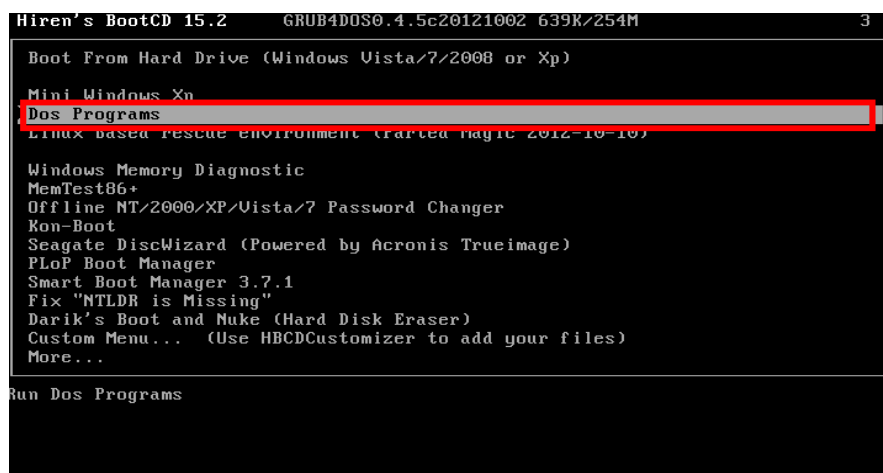 Hiren's BootCD 15.2 GRUB4DOS0.4.5c20121002 639K/254M 3
Boot From Hard Drive (Windows Vista/7/2008 or Xp)
Mini Windows Xp
Dos Programs
Linux based rescue environment (Parted Magic 2012-10-10)
Windows Memory Diagnostic
MemTest86+
Offline NT/2000/XP/Vista/7 Password Changer
Kon-Boot
Seagate DiscWizard (Powered by Acronis Trueimage)
PLoP Boot Manager
Smart Boot Manager 3.7.1
Fix "NTLDR is Missing"
Darik's Boot and Nuke (Hard Disk Eraser)
Custom Menu... (Use HBCDCustomizer to add your files)
More...
Run Dos Programs